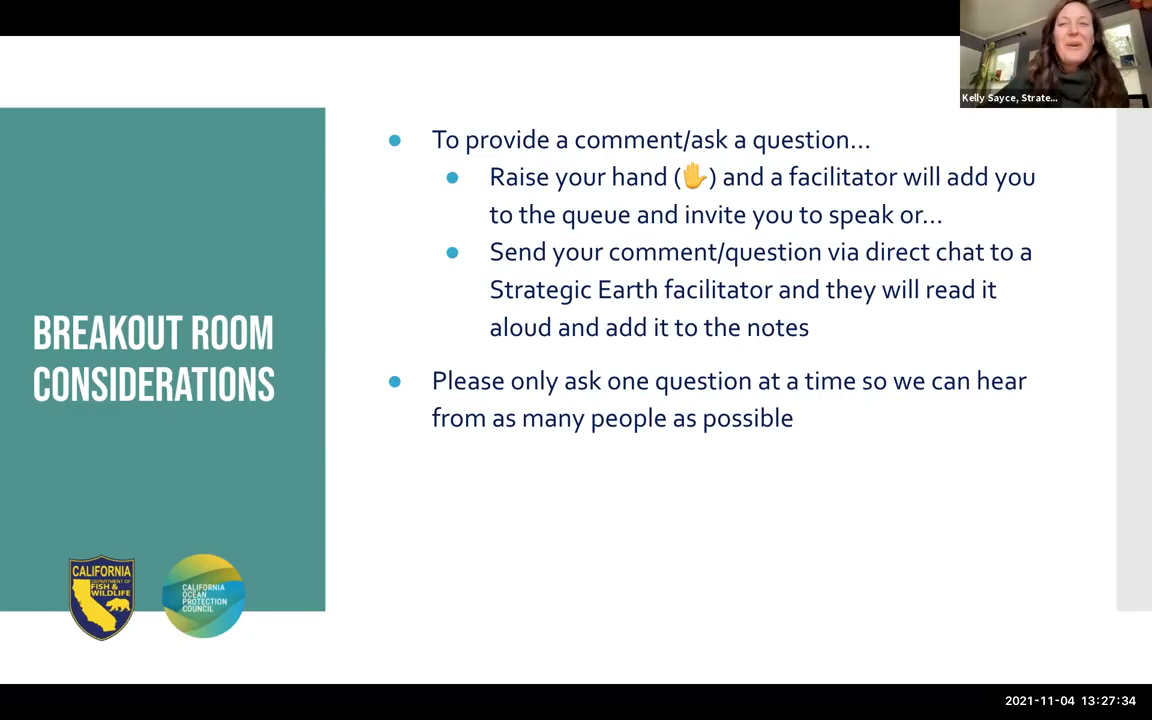 Kelly Sayce, Strate...
To provide a comment/ask a question...
Raise your hand (✋) and a facilitator will add you
to the queue and invite you to speak or...
Send your comment/question via direct chat to a
Strategic Earth facilitator and they will read it
aloud and add it to the notes
Please only ask one question at a time so we can hear
from as many people as possible
BREAKOUT ROOM
CONSIDERATIONS
CALIFORNIA
DEPARTMENT OF
FISH &
WILDLIFE
CALIFORNIA
OCEAN
PROTECTION
COUNCIL
2021-11-04 13:27:34